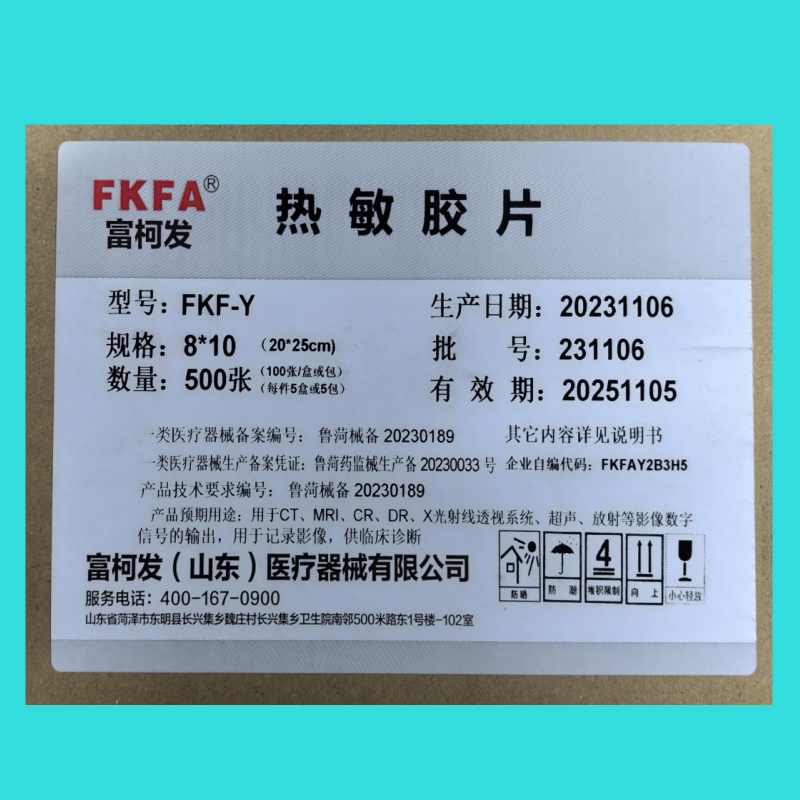 FKFA®
富柯发
热敏胶片
型号：FKF-Y
规格：8*10 （20*25cm)
数量：500张（100张/盒或包）
（每件5盒或5包）
生产日期：20231106
批 号：231106
有 效 期：20251105
一类医疗器械备案编号： 鲁菏械备 20230189 其它内容详见说明书
一类医疗器械生产备案凭证：鲁菏药监械生产备 20230033 号 企业自编代码：FKFAY2B3H5
产品技术要求编号： 鲁菏械备 20230189
产品预期用途：用于CT、MRI、CR、DR、X光射线透视系统、超声、放射等影像数字
信号的输出，用于记录影像，供临床诊断
富柯发（山东）医疗器械有限公司
服务电话：400-167-0900
山东省菏泽市东明县长兴集乡魏庄村长兴集乡卫生院南邻500米路东1号楼-102室
4
防晒 防 潮 堆积限制 向 上 小心轻放